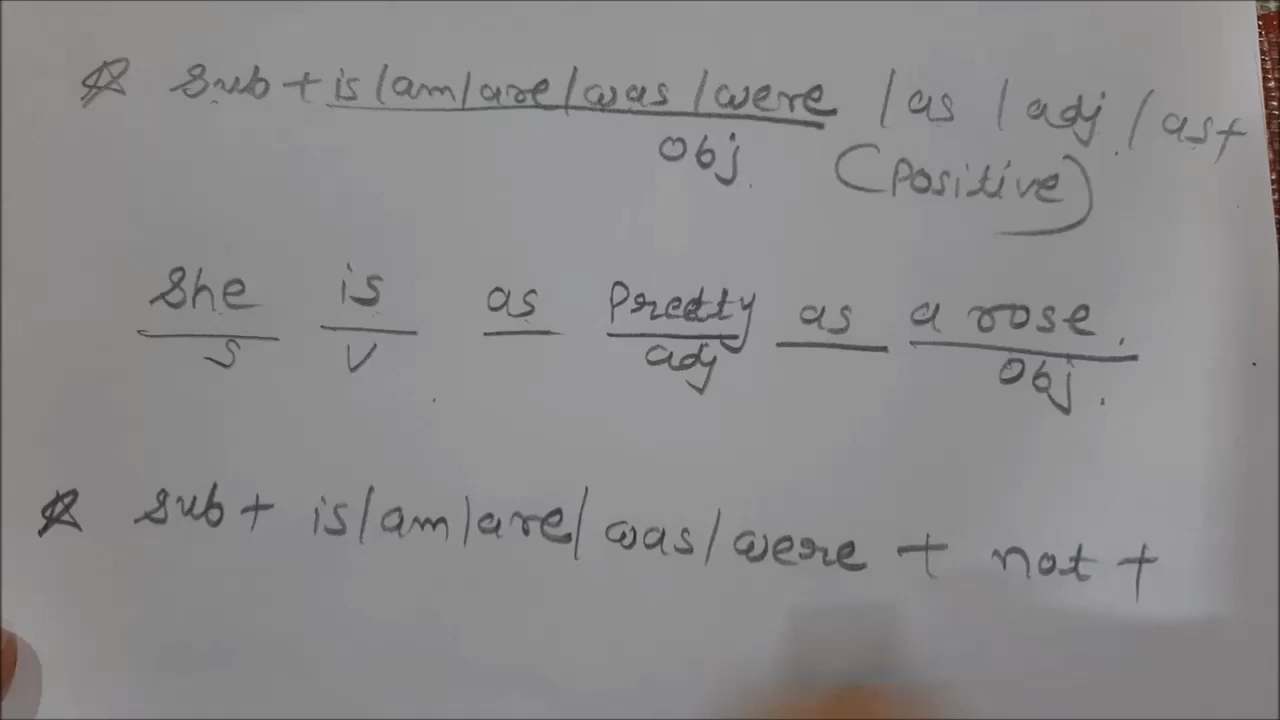 ☆ sub + is/am/are/was/were /as /adj /as+
obj. (Positive)
She is as Pretty as a rose.
S V adj obj.
☆ sub + is/am/are/was/were + not +